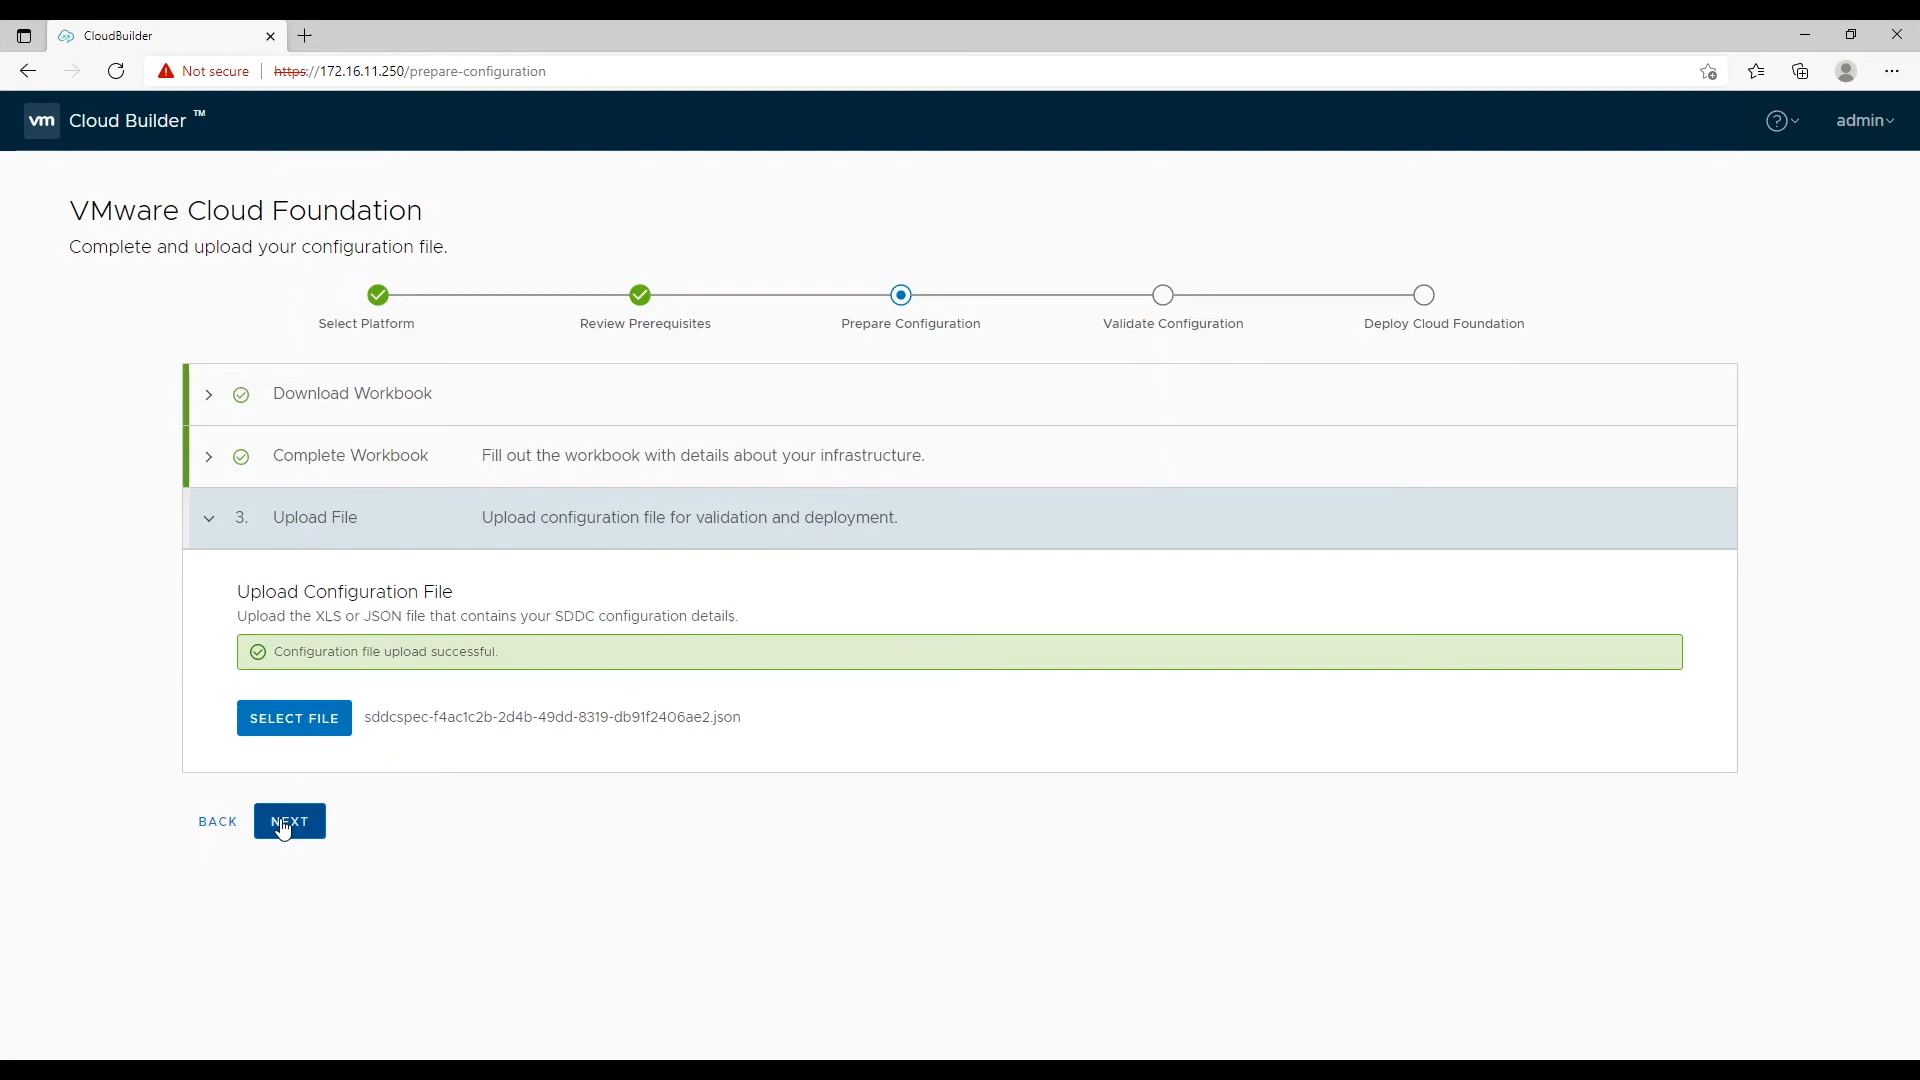 CloudBuilder
Not secure
https://172.16.11.250/prepare-configuration
vm Cloud Builder ™
admin
VMware Cloud Foundation
Complete and upload your configuration file.
Select Platform
Review Prerequisites
Prepare Configuration
Validate Configuration
Deploy Cloud Foundation
Download Workbook
Complete Workbook Fill out the workbook with details about your infrastructure.
3. Upload File Upload configuration file for validation and deployment.
Upload Configuration File
Upload the XLS or JSON file that contains your SDDC configuration details.
Configuration file upload successful.
SELECT FILE sddcspec-f4ac1c2b-2d4b-49dd-8319-db91f2406ae2.json
BACK NEXT